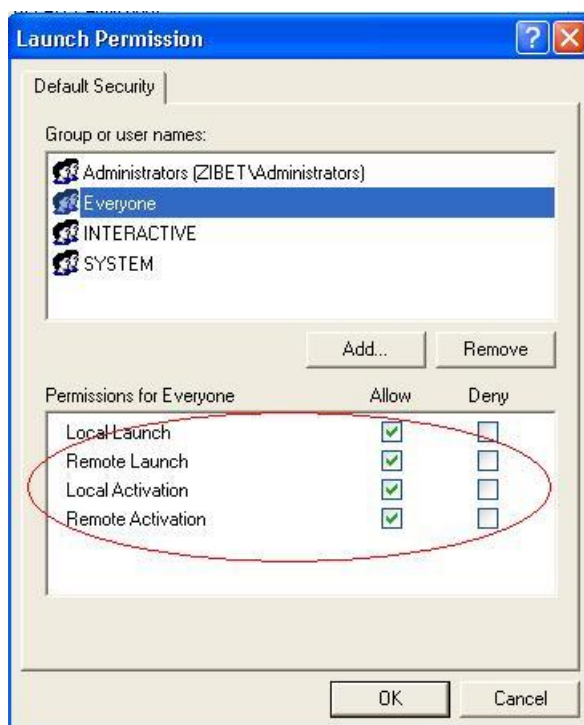 Launch Permission
Default Security
Group or user names:
Administrators (ZIBET\Administrators)
Everyone
INTERACTIVE
SYSTEM
Add... Remove
Permissions for Everyone Allow Deny
Local Launch
Remote Launch
Local Activation
Remote Activation
OK Cancel